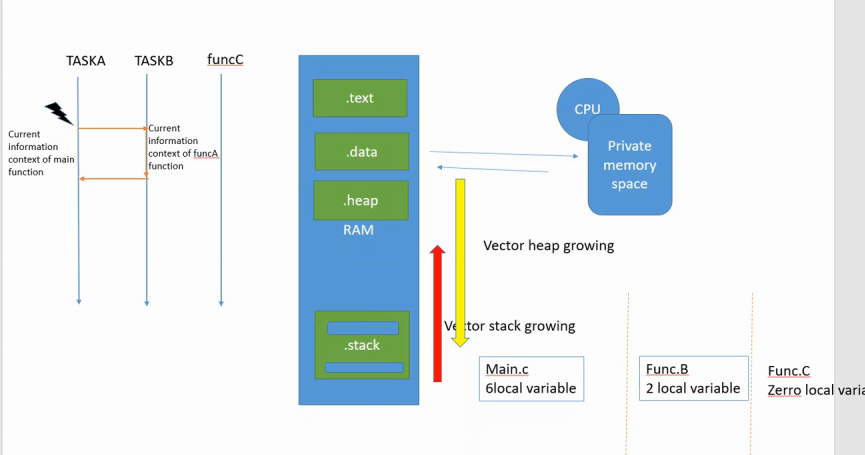 TASKA
TASKB
funcC
Current
information
context of main
function
Current
information
context of funcA
function
.text
.data
.heap
RAM
.stack
CPU
Private
memory
space
Vector heap growing
Vector stack growing
Main.c
6local variable
Func.B
2 local variable
Func.C
Zerro local varia